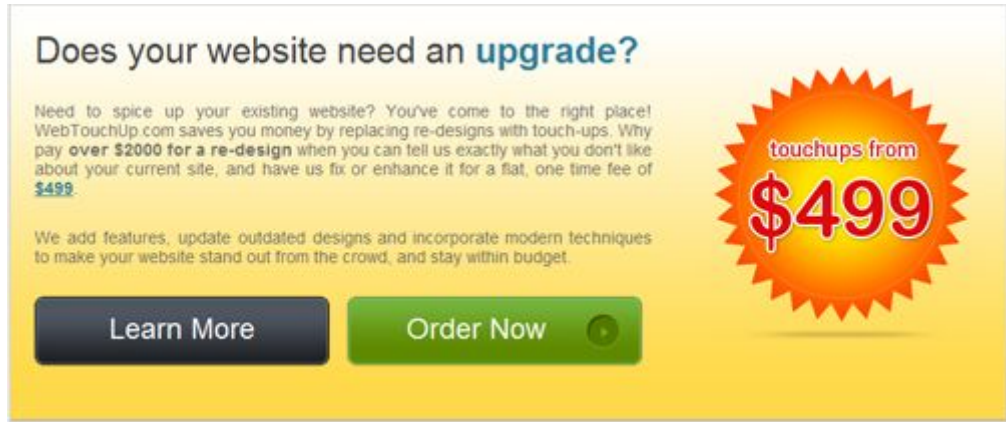 Does your website need an upgrade?
Need to spice up your existing website? You've come to the right place!
WebTouchUp.com saves you money by replacing re-designs with touch-ups. Why
pay over $2000 for a re-design when you can tell us exactly what you don't like
about your current site, and have us fix or enhance it for a flat, one time fee of
$499.
We add features, update outdated designs and incorporate modern techniques
to make your website stand out from the crowd, and stay within budget.
Learn More
Order Now
touchups from
$499